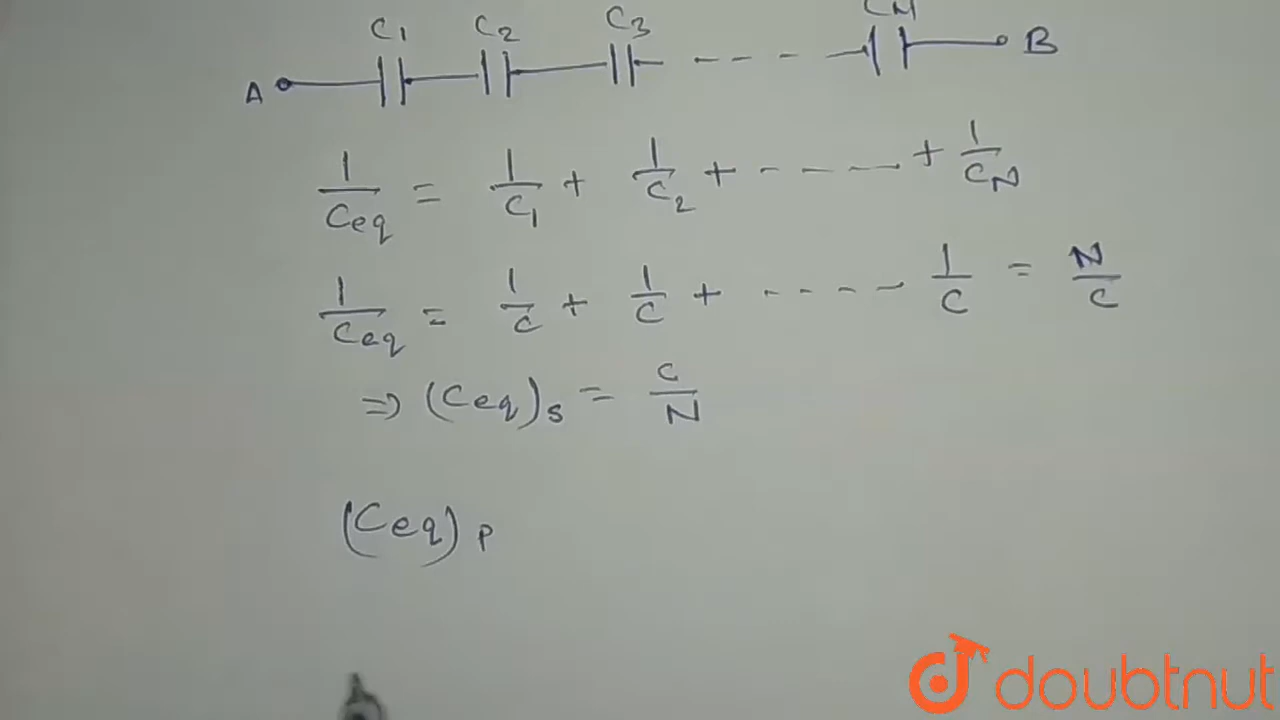 C1 C2 C3 CN
A B
1/Ceq = 1/C1 + 1/C2 + ----- + 1/CN
1/Ceq = 1/C + 1/C + ----- 1/C = N/C
⇒ (Ceq)s = C/N
(Ceq)p
doubtnut